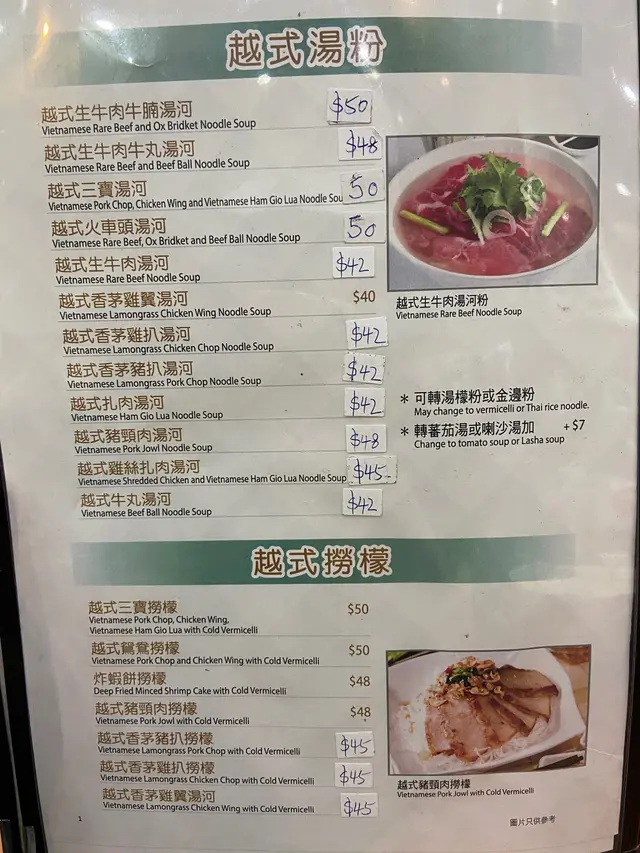 越式湯粉
越式生牛肉牛腩湯河 $50
Vietnamese Rare Beef and Ox Bridket Noodle Soup
越式生牛肉牛丸湯河 $48
Vietnamese Rare Beef and Beef Ball Noodle Soup
越式三寶湯河 50
Vietnamese Pork Chop, Chicken Wing and Vietnamese Ham Gio Lua Noodle Sou
越式火車頭湯河 50
Vietnamese Rare Beef, Ox Bridket and Beef Ball Noodle Soup
越式生牛肉湯河 $42
Vietnamese Rare Beef Noodle Soup
越式香茅雞翼湯河 $40
Vietnamese Lamongrass Chicken Wing Noodle Soup
越式香茅雞扒湯河 $42
Vietnamese Lamongrass Chicken Chop Noodle Soup
越式香茅豬扒湯河 $42
Vietnamese Lamongrass Pork Chop Noodle Soup
越式扎肉湯河 $42
Vietnamese Ham Gio Lua Noodle Soup
越式豬頸肉湯河 $48
Vietnamese Pork Jowl Noodle Soup
越式雞絲扎肉湯河 $45
Vietnamese Shredded Chicken and Vietnamese Ham Gio Lua Noodle Soup
越式牛丸湯河 $42
Vietnamese Beef Ball Noodle Soup
越式生牛肉湯河粉
Vietnamese Rare Beef Noodle Soup
* 可轉湯檬粉或金邊粉
May change to vermicelli or Thai rice noodle.
* 轉蕃茄湯或喇沙湯加 +$7
Change to tomato soup or Lasha soup
越式撈檬
越式三寶撈檬 $50
Vietnamese Pork Chop, Chicken Wing,
Vietnamese Ham Gio Lua with Cold Vermicelli
越式鴛鴦撈檬 $50
Vietnamese Pork Chop and Chicken Wing with Cold Vermicelli
炸蝦餅撈檬 $48
Deep Fried Minced Shrimp Cake with Cold Vermicelli
越式豬頸肉撈檬 $48
Vietnamese Pork Jowl with Cold Vermicelli
越式香茅豬扒撈檬 $45
Vietnamese Lamongrass Pork Chop with Cold Vermicelli
越式香茅雞扒撈檬 $45
Vietnamese Lamongrass Chicken Chop with Cold Vermicelli
越式香茅雞翼湯河 $45
Vietnamese Lamongrass Chicken Wing with Cold Vermicelli
越式豬頸肉撈檬
Vietnamese Pork Jowl with Cold Vermicelli
1
圖片只供參考